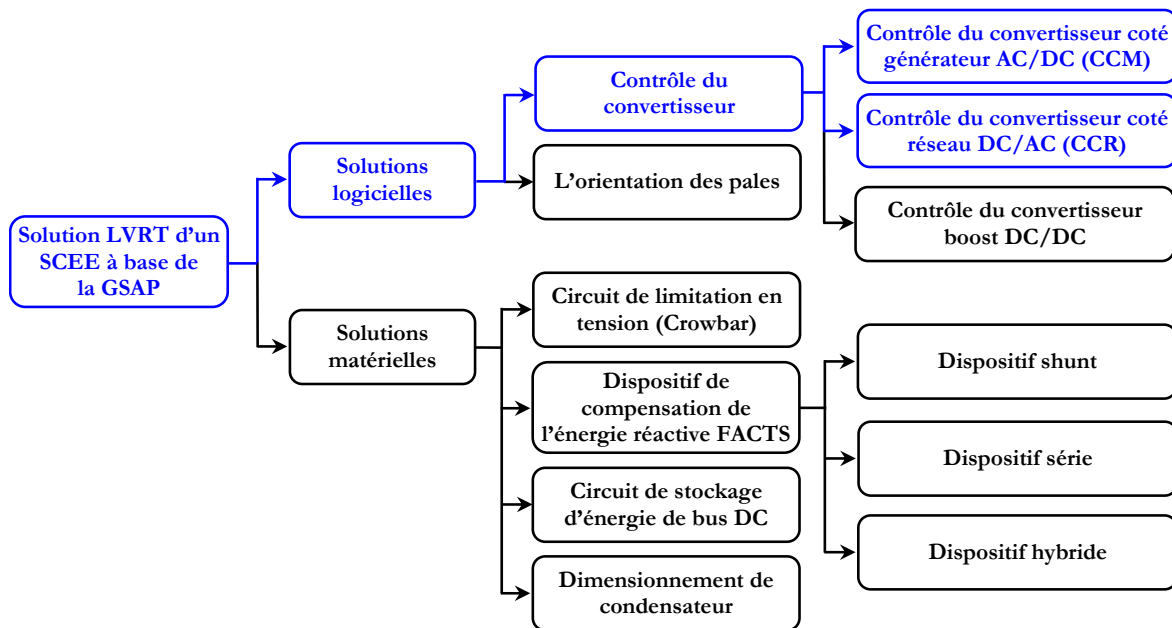 Solution LVRT d'un
SCEE à base de
la GSAP
Solutions
logicielles
Contrôle du
convertisseur
Contrôle du convertisseur coté
générateur AC/DC (CCM)
Contrôle du convertisseur coté
réseau DC/AC (CCR)
Contrôle du convertisseur
boost DC/DC
L'orientation des pales
Solutions
matérielles
Circuit de limitation en
tension (Crowbar)
Dispositif de
compensation de
l'énergie réactive FACTS
Dispositif shunt
Dispositif série
Dispositif hybride
Circuit de stockage
d'énergie de bus DC
Dimensionnement de
condensateur